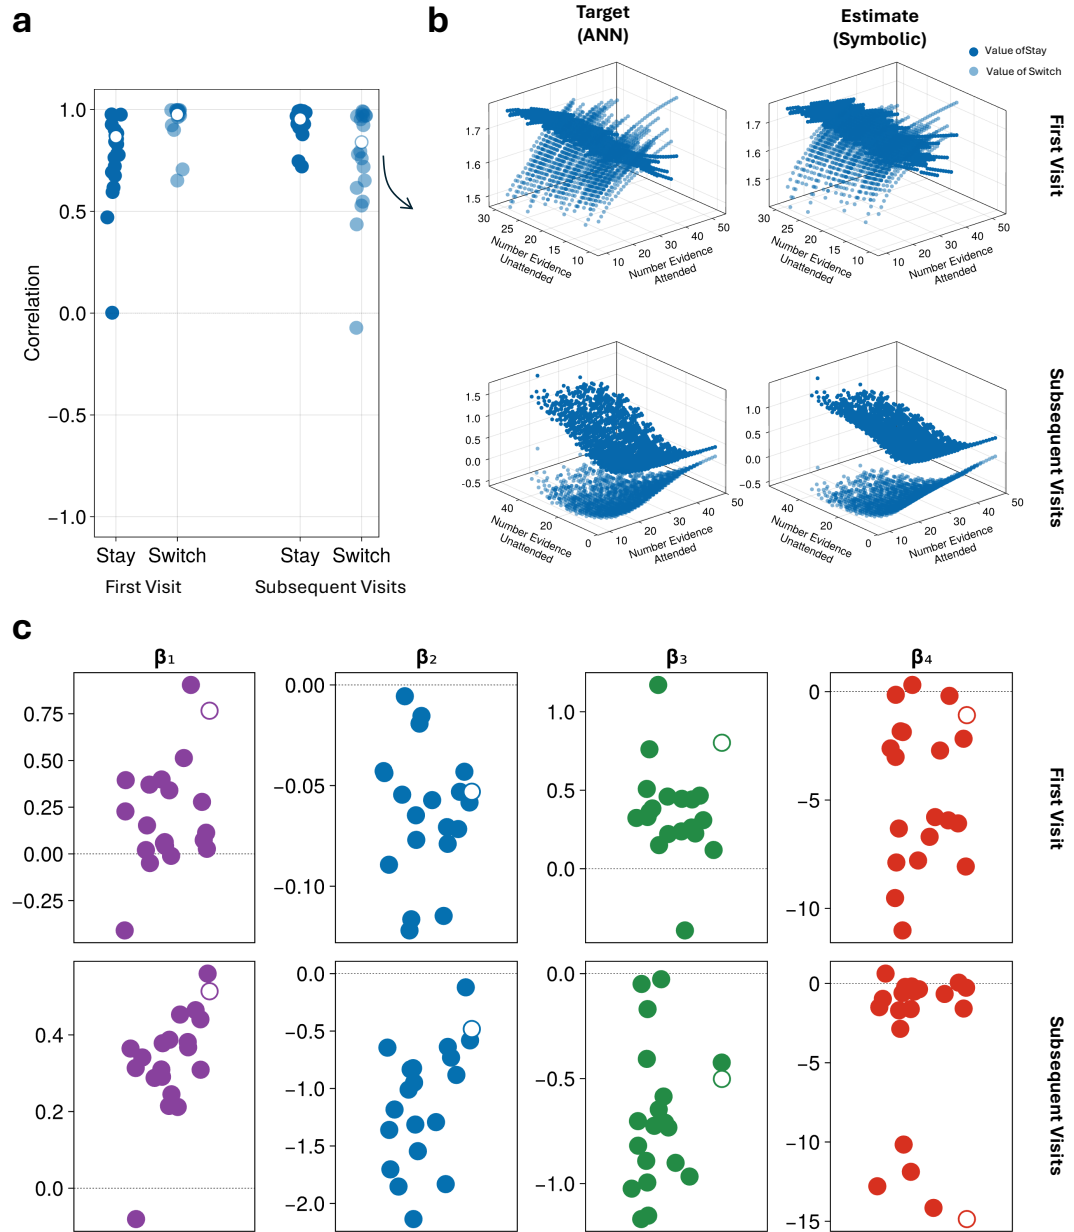 a
1.0
0.5
0.0
−0.5
−1.0
Correlation
Stay
Switch
Stay
Switch
First Visit
Subsequent Visits
b
Target
(ANN)
Estimate
(Symbolic)
Value ofStay
Value of Switch
1.7
1.6
1.5
30
25
20
15
10
Number Evidence
Unattended
10
20
30
40
50
Number Evidence
Attended
1.7
1.6
1.5
30
25
20
15
10
Number Evidence
Unattended
10
20
30
40
50
Number Evidence
Attended
First Visit
1.5
1.0
0.5
0.0
−0.5
40
20
0
Number Evidence
Unattended
10
20
30
40
50
Number Evidence
Attended
1.0
0.5
0.0
−0.5
40
20
0
Number Evidence
Unattended
10
20
30
40
50
Number Evidence
Attended
Subsequent Visits
c
β₁
β₂
β₃
β₄
0.75
0.50
0.25
0.00
−0.25
0.00
−0.05
−0.10
1.0
0.5
0.0
0
−5
−10
First Visit
0.4
0.2
0.0
0.0
−0.5
−1.0
−1.5
−2.0
0.0
−0.5
−1.0
0
−5
−10
−15
Subsequent Visits